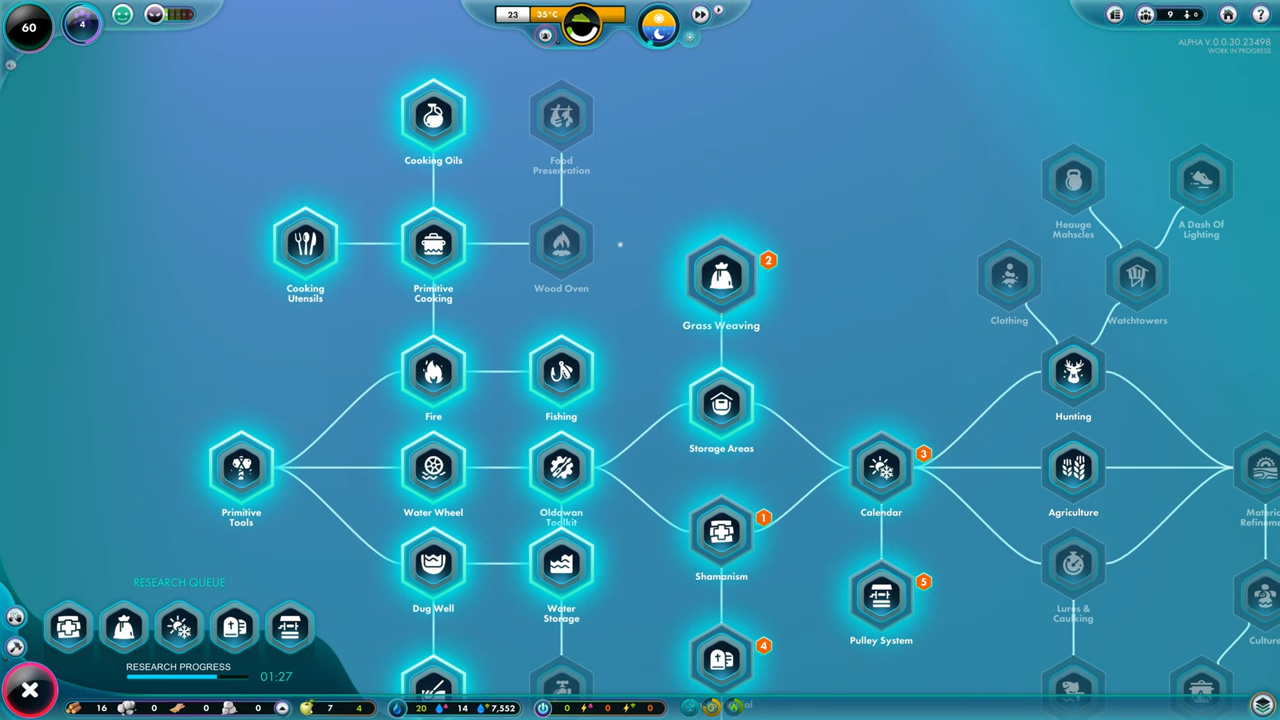 60
4
23
35°C
9
0
ALPHA V.0.0.30.23498
WORK IN PROGRESS
Cooking Oils
Food
Preservation
Heauge
Mahscles
A Dash Of
Lighting
Cooking
Utensils
Primitive
Cooking
Wood Oven
2
Grass Weaving
Clothing
Watchtowers
Fire
Fishing
Storage Areas
Hunting
3
Primitive
Tools
Water Wheel
Oldowan
Toolkit
1
Calendar
Agriculture
Shamanism
RESEARCH QUEUE
Dug Well
Water
Storage
5
Pulley System
Lures &
Caulking
4
RESEARCH PROGRESS
01:27
16
0
0
0
7
4
20
14
7,552
0
0
0